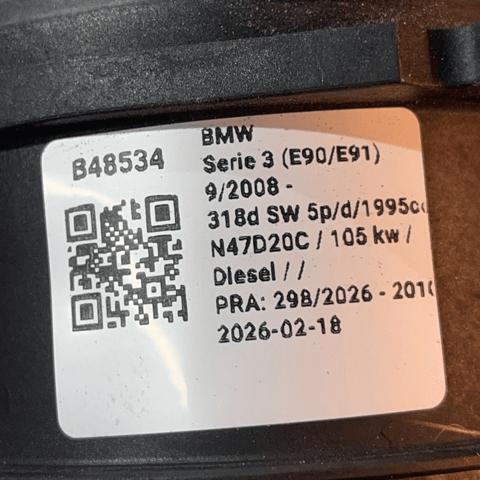 B48534
BMW
Serie 3 (E90/E91)
9/2008 -
318d SW 5p/d/1995cc
N47D20C / 105 kw /
Diesel / /
PRA: 298/2026 - 201
2026-02-18